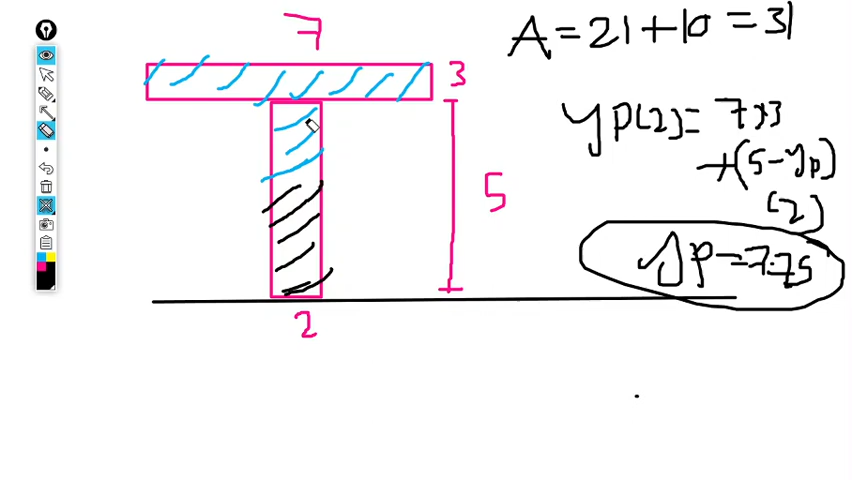 7
3
5
2
A = 21 + 10 = 31
yp(2) = 7x3
+(5-yp)
(2)
yp = 7.75